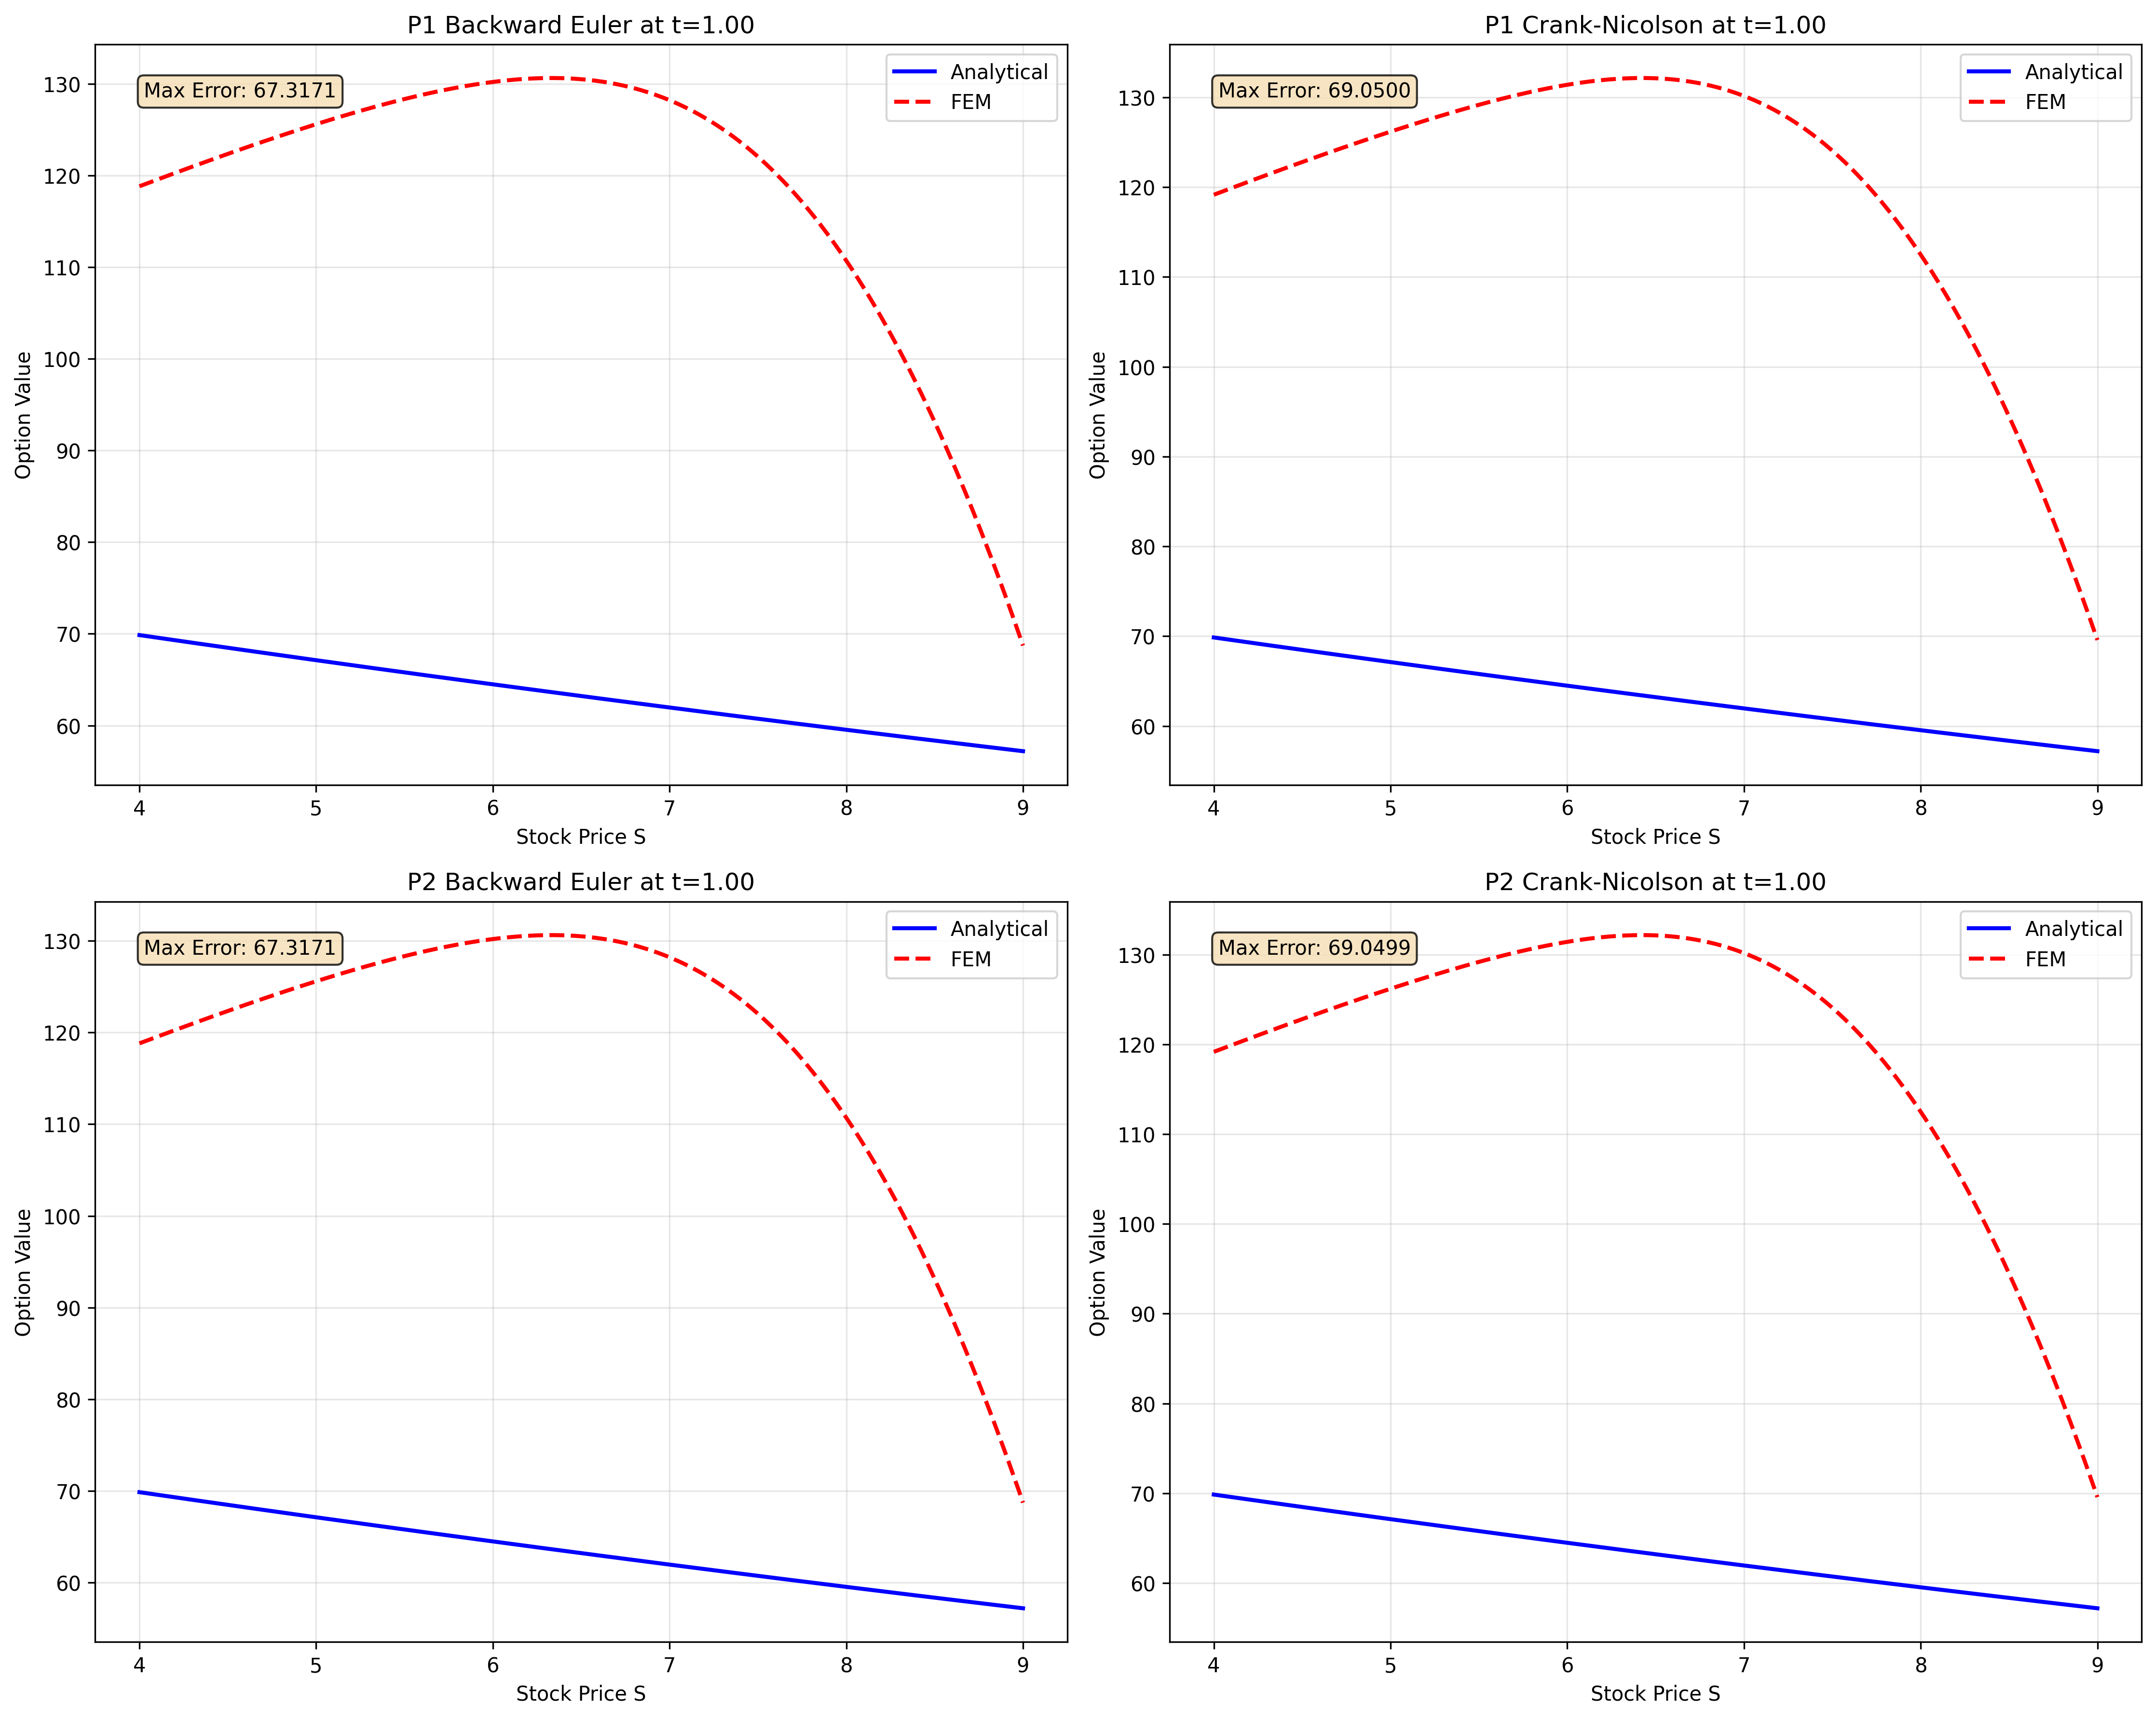 P1 Backward Euler at t=1.00
Max Error: 67.3171
Analytical
FEM
Option Value
130
120
110
100
90
80
70
60
4 5 6 7 8 9
Stock Price S
P1 Crank-Nicolson at t=1.00
Max Error: 69.0500
Analytical
FEM
Option Value
130
120
110
100
90
80
70
60
4 5 6 7 8 9
Stock Price S
P2 Backward Euler at t=1.00
Max Error: 67.3171
Analytical
FEM
Option Value
130
120
110
100
90
80
70
60
4 5 6 7 8 9
Stock Price S
P2 Crank-Nicolson at t=1.00
Max Error: 69.0499
Analytical
FEM
Option Value
130
120
110
100
90
80
70
60
4 5 6 7 8 9
Stock Price S